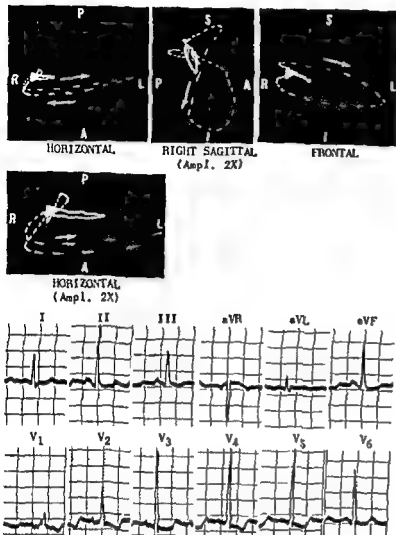 P
S
S
R
L
P
A
R
L
A
I
I
HORIZONTAL
RIGHT SAGITTAL
FRONTAL
(Ampl. 2X)
P
R
L
A
HORIZONTAL
(Ampl. 2X)
I
II
III
aVR
aVL
aVF
V1
V2
V3
V4
V5
V6